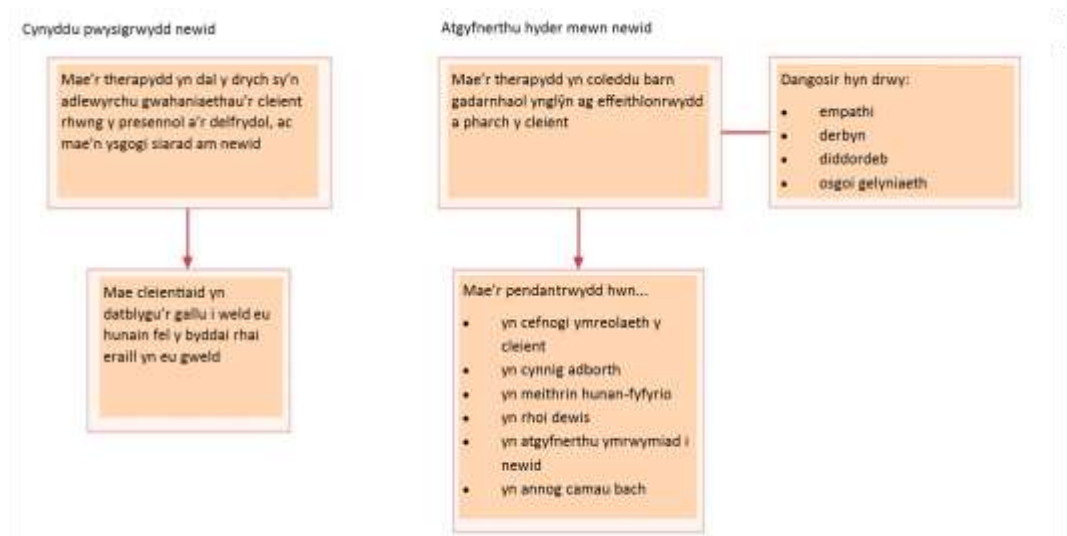 Cynyddu pwysigrwydd newid
Mae'r therapydd yn dal y drych sy'n
adlewyrchu gwahaniaethau'r cleient
rhwng y presennol a'r delfrydol, ac
mae'n ysgogi siarad am newid
Mae cleientiaid yn
datblygu'r gallu i weld eu
hunain fel y byddai rhai
eraill yn eu gweld
Atgyfnerthu hyder mewn newid
Mae'r therapydd yn coleddu barn
gadarnhaol ynglŷn ag effeithlonrwydd
a pharch y cleient
Dangosir hyn drwy:
• empathi
• derbyn
• diddordeb
• osgoi gelyniaeth
Mae'r pendantrwydd hwn...
• yn cefnogi ymreolaeth y
cleient
• yn cynnig adborth
• yn meithrin hunan-fyfyrio
• yn rhoi dewis
• yn atgyfnerthu ymrwymiad i
newid
• yn annog camau bach